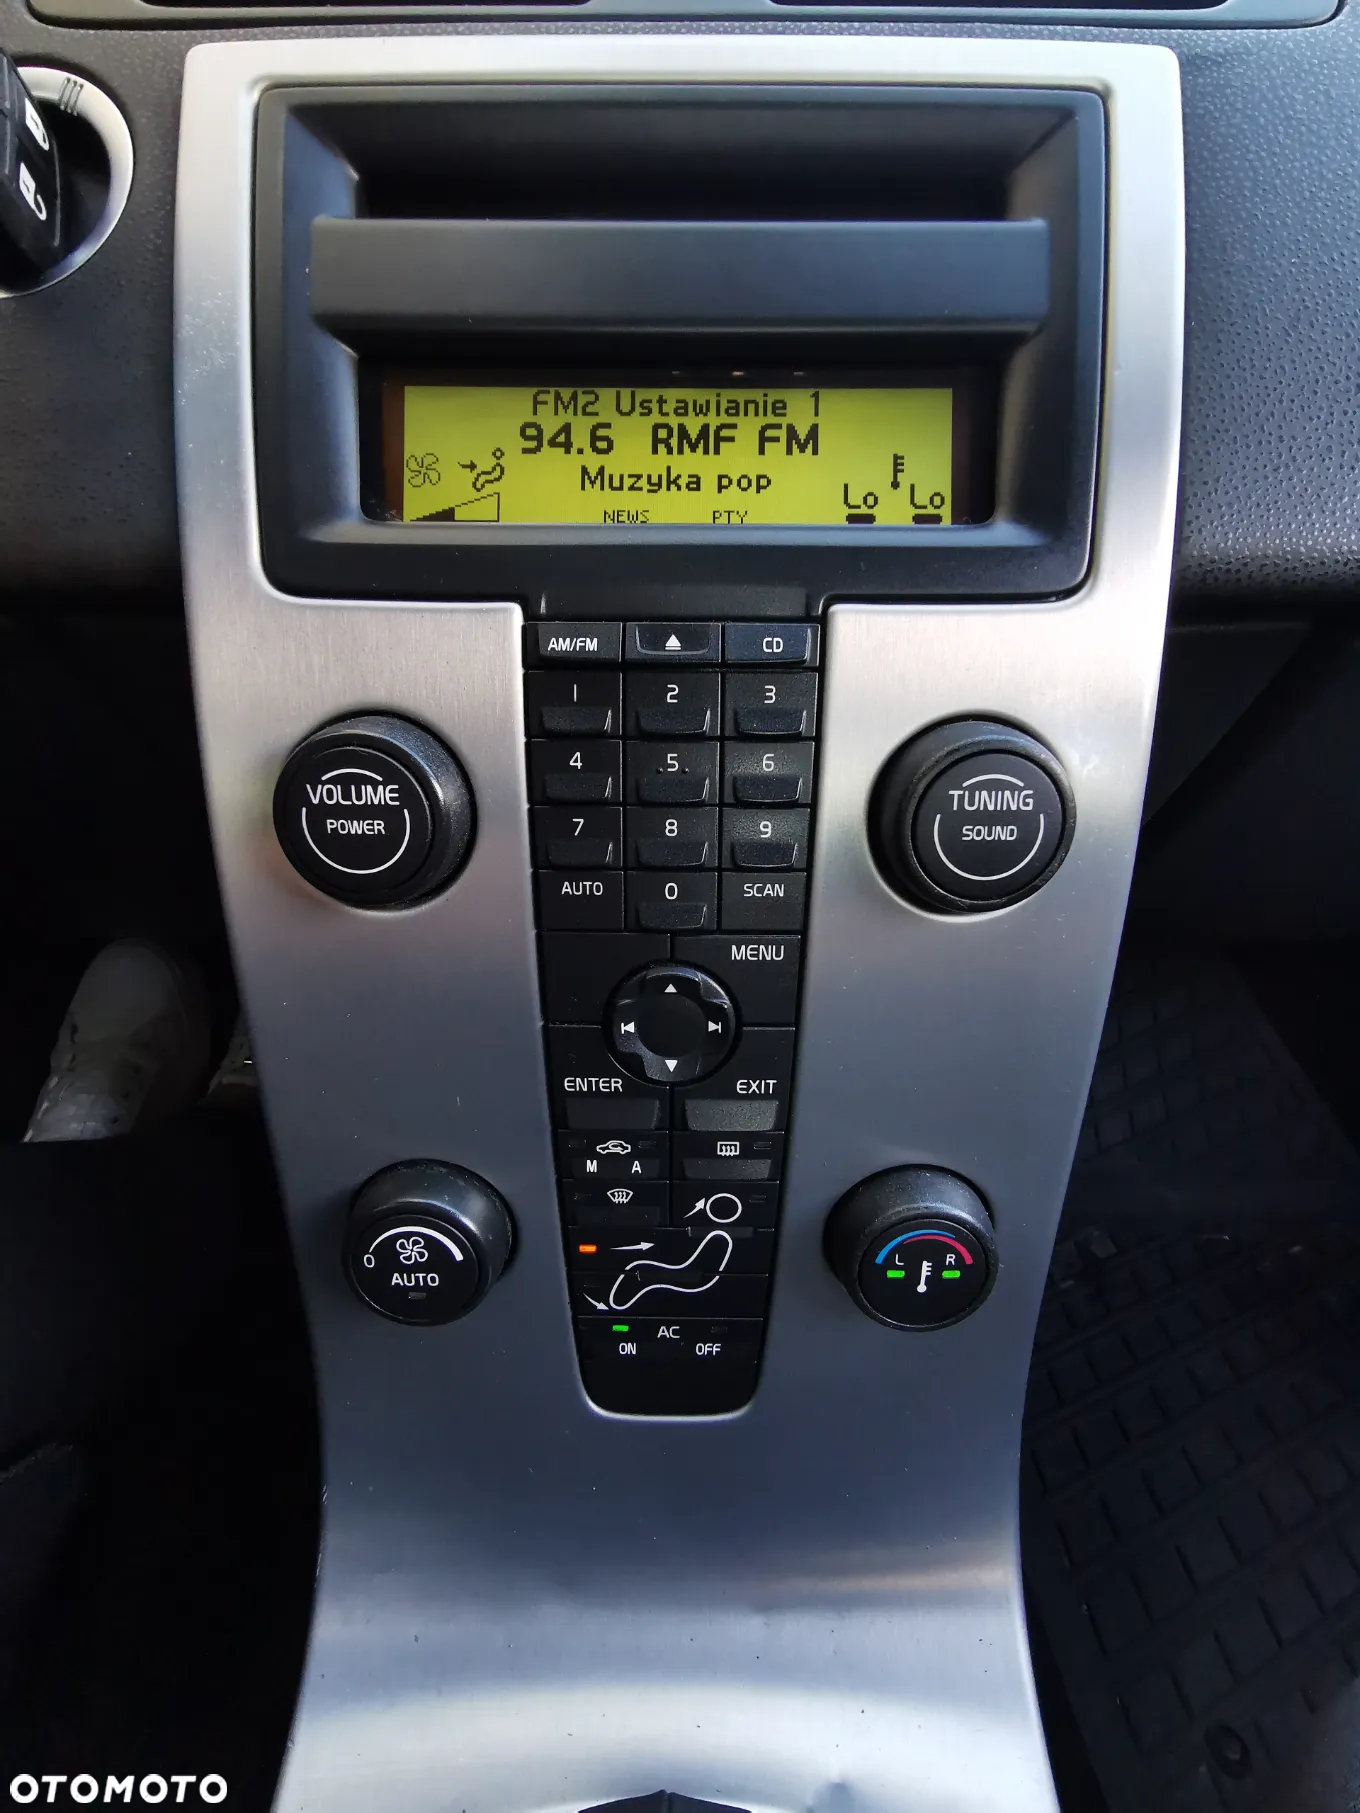 FM2 Ustawianie 1
94.6 RMF FM
Muzyka pop
Lo Lo
NEWS PTY
AM/FM CD
1 2 3
4 5 6
VOLUME
POWER
TUNING
SOUND
7 8 9
AUTO 0 SCAN
MENU
ENTER EXIT
M A
0
AUTO
L R
AC
ON OFF
OTOMOTO